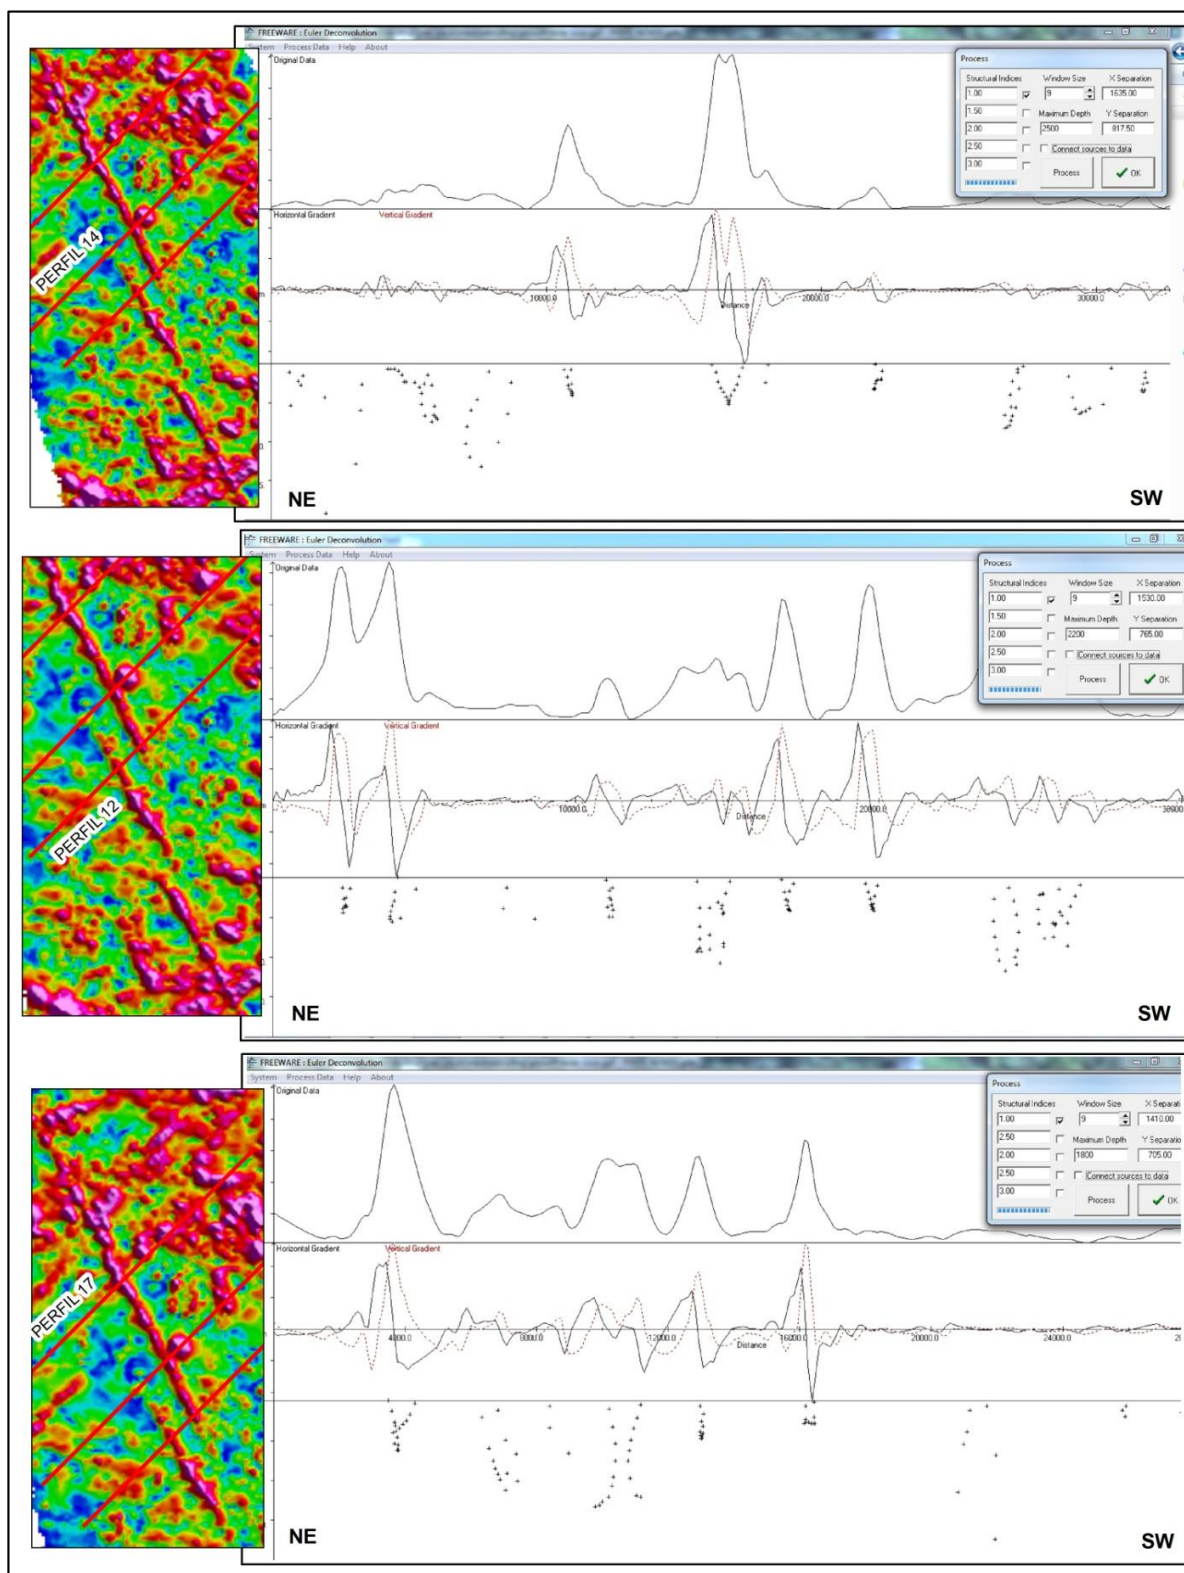 FREEWARE : Euler Deconvolution
System Process Data Help About
Original Data
Process
Structural Indices Window Size X Separation
1.00 9 1635.00
1.50
Maximum Depth Y Separation
2.00 2500 817.50
2.50 Connect sources to data
3.00 Process OK
PERFIL 14
Horizontal Gradient Vertical Gradient
10000.0 20000.0 30000.0
Distance
NE SW
FREEWARE : Euler Deconvolution
System Process Data Help About
Original Data
Process
Structural Indices Window Size X Separation
1.00 9 1530.00
1.50
Maximum Depth Y Separation
2.00 2200 765.00
2.50 Connect sources to data
3.00 Process OK
PERFIL 12
Horizontal Gradient Vertical Gradient
10000.0 20000.0
Distance
NE SW
FREEWARE : Euler Deconvolution
System Process Data Help About
Original Data
Process
Structural Indices Window Size X Separati
1.00 9 1410.00
2.50
Maximum Depth Y Separatio
2.00 1800 705.00
2.50 Connect sources to data
3.00 Process OK
PERFIL 17
Horizontal Gradient Vertical Gradient
4000.0 8000.0 12000.0 16000.0 20000.0 24000.0
Distance
NE SW